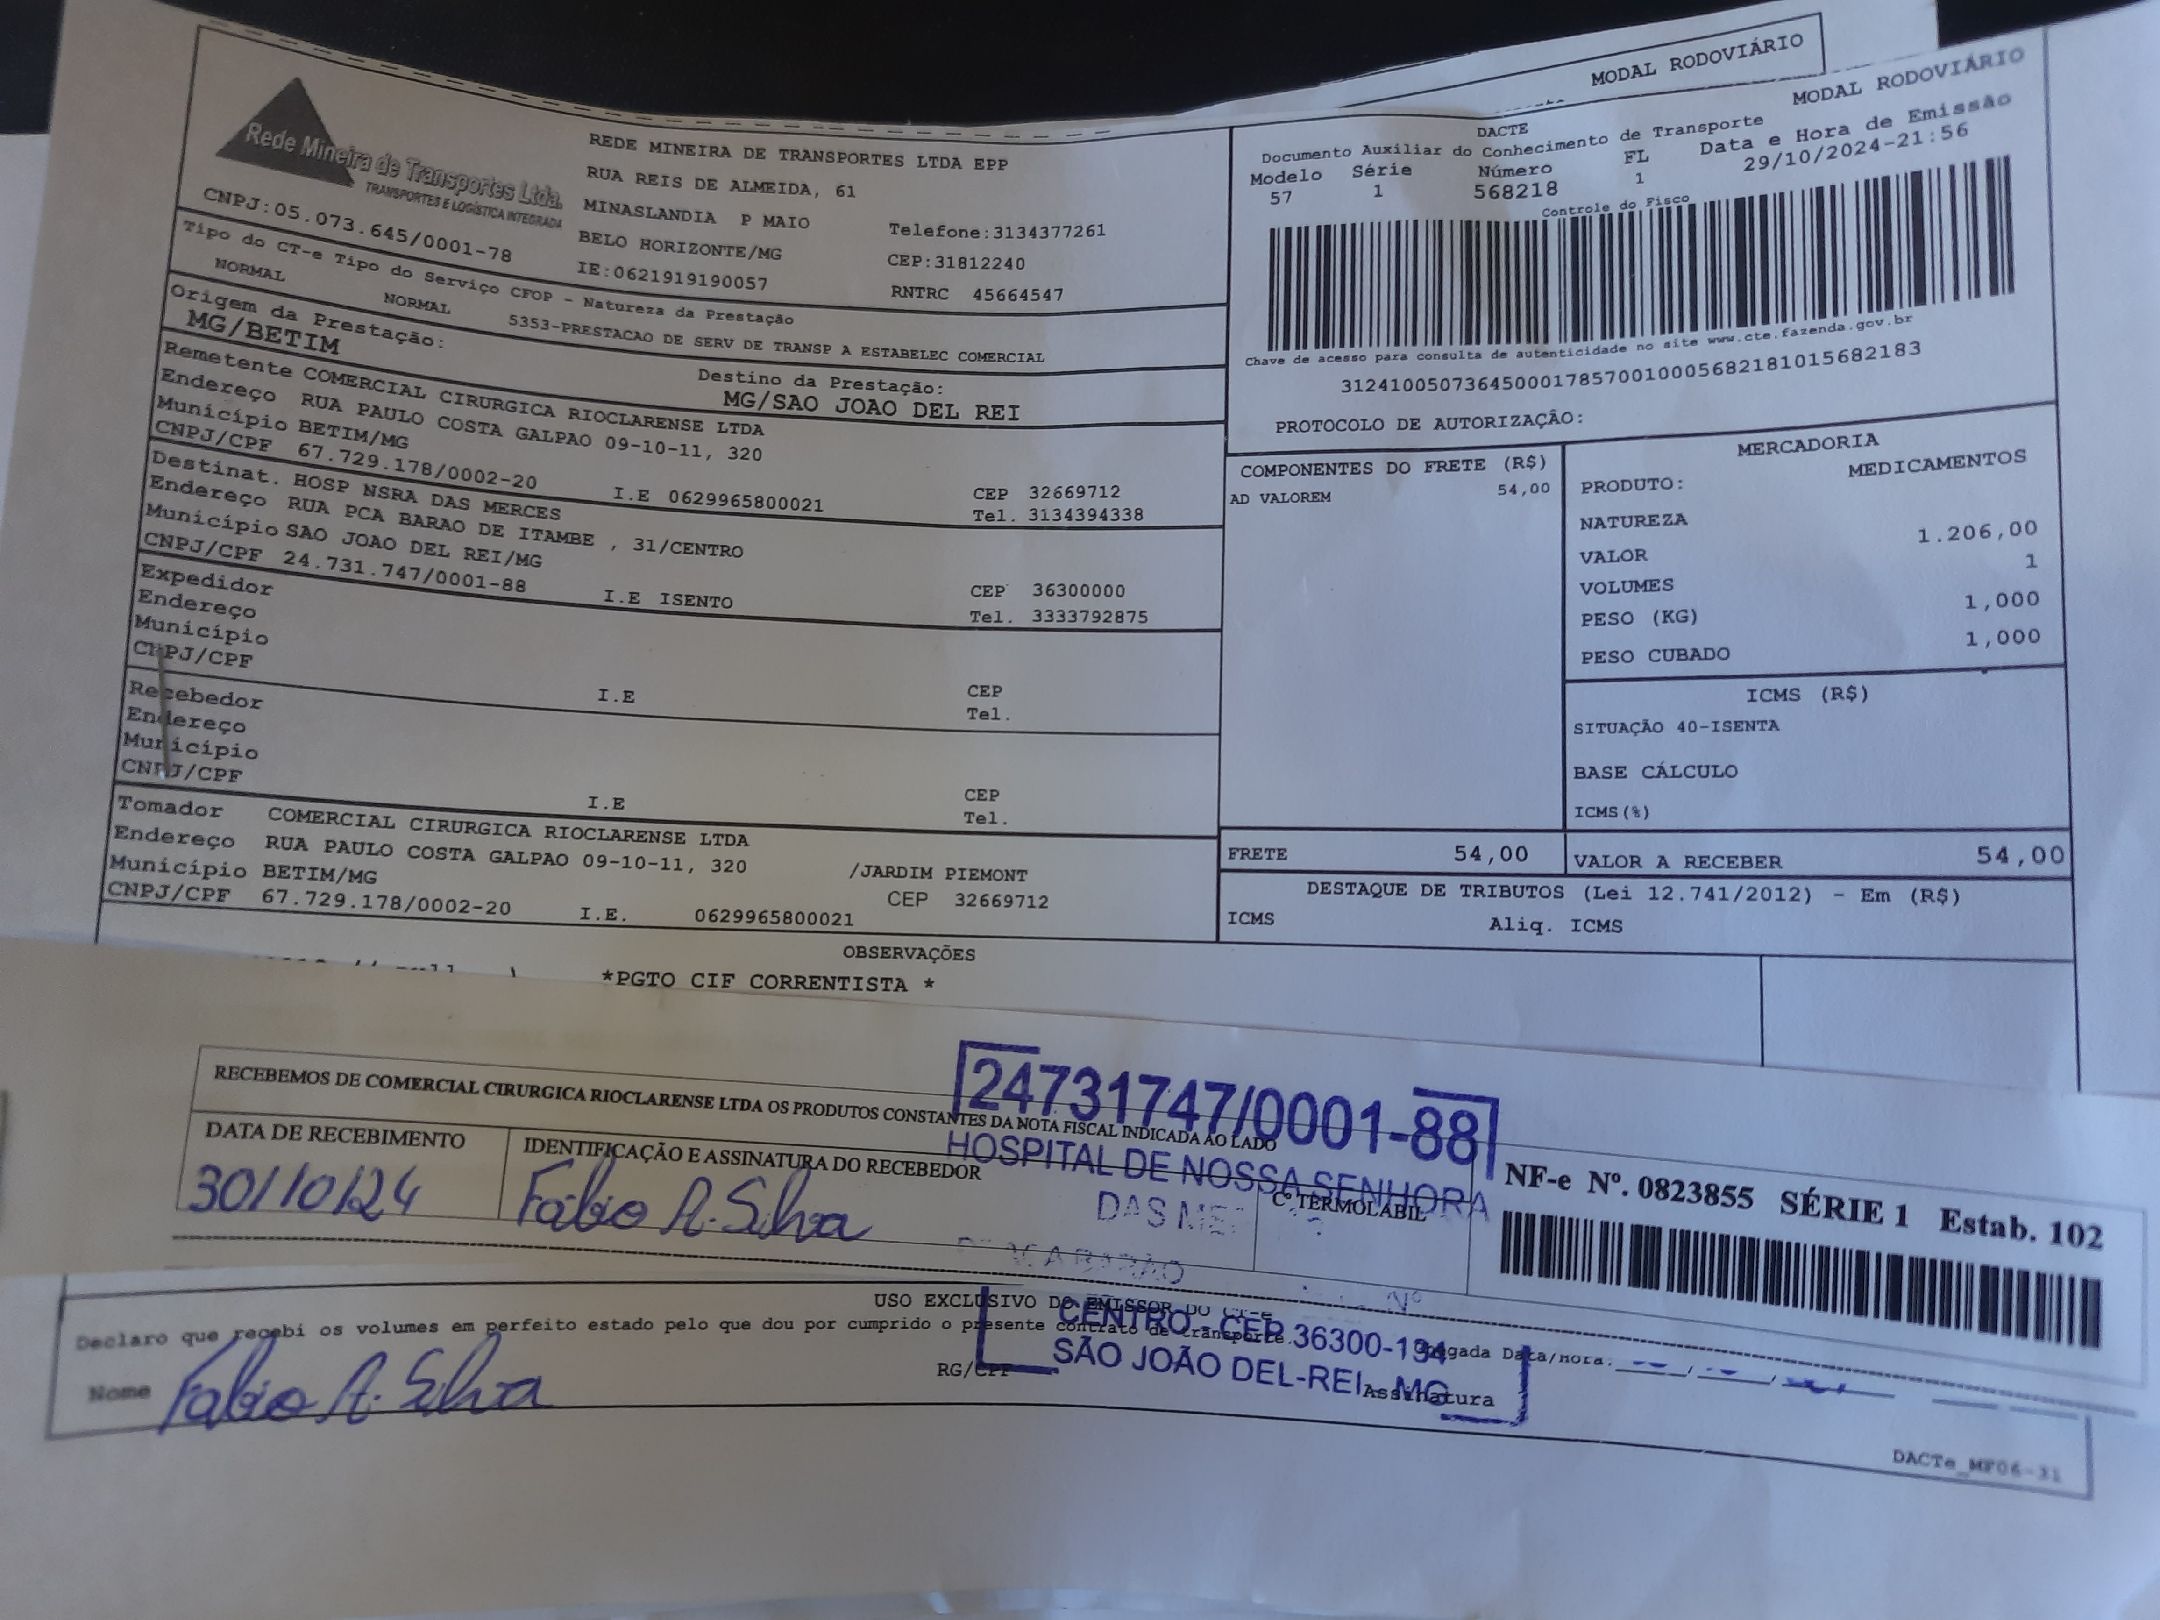 MODAL RODOVIÁRIO
MODAL RODOVIÁRIO
Rede Mineira de Transportes Ltda.
TRANSPORTES E LOGÍSTICA INTEGRADA
CNPJ:05.073.645/0001-78
REDE MINEIRA DE TRANSPORTES LTDA EPP
RUA REIS DE ALMEIDA, 61
MINASLANDIA P MAIO
BELO HORIZONTE/MG
IE:0621919190057
Telefone:3134377261
CEP:31812240
RNTRC 45664547
DACTE
Documento Auxiliar do Conhecimento de Transporte
Modelo Série Número FL Data e Hora de Emissão
57 1 568218 1 29/10/2024-21:56
Controle do Fisco
Chave de acesso para consulta de autenticidade no site www.cte.fazenda.gov.br
31241005073645000178570010005682181015682183
PROTOCOLO DE AUTORIZAÇÃO:
Tipo do CT-e Tipo do Serviço CFOP - Natureza da Prestação
NORMAL NORMAL 5353-PRESTACAO DE SERV DE TRANSP A ESTABELEC COMERCIAL
Origem da Prestação:
MG/BETIM
Destino da Prestação:
MG/SAO JOAO DEL REI
Remetente COMERCIAL CIRURGICA RIOCLARENSE LTDA
Endereço RUA PAULO COSTA GALPAO 09-10-11, 320
Município BETIM/MG CEP 32669712
CNPJ/CPF 67.729.178/0002-20 I.E 0629965800021 Tel. 3134394338
Destinat. HOSP NSRA DAS MERCES
Endereço RUA PCA BARAO DE ITAMBE , 31/CENTRO
Município SAO JOAO DEL REI/MG CEP 36300000
CNPJ/CPF 24.731.747/0001-88 I.E ISENTO Tel. 3333792875
Expedidor
Endereço
Município CEP
CNPJ/CPF I.E Tel.
Recebedor
Endereço
Município CEP
CNPJ/CPF I.E Tel.
Tomador COMERCIAL CIRURGICA RIOCLARENSE LTDA
Endereço RUA PAULO COSTA GALPAO 09-10-11, 320 /JARDIM PIEMONT
Município BETIM/MG CEP 32669712
CNPJ/CPF 67.729.178/0002-20 I.E. 0629965800021
COMPONENTES DO FRETE (R$)
AD VALOREM 54,00
MERCADORIA
PRODUTO: MEDICAMENTOS
NATUREZA
VALOR 1.206,00
VOLUMES 1
PESO (KG) 1,000
PESO CUBADO 1,000
ICMS (R$)
SITUAÇÃO 40-ISENTA
BASE CÁLCULO
ICMS(%)
FRETE 54,00 VALOR A RECEBER 54,00
DESTAQUE DE TRIBUTOS (Lei 12.741/2012) - Em (R$)
ICMS Aliq. ICMS
OBSERVAÇÕES
*PGTO CIF CORRENTISTA *
RECEBEMOS DE COMERCIAL CIRURGICA RIOCLARENSE LTDA OS PRODUTOS CONSTANTES DA NOTA FISCAL INDICADA AO LADO
DATA DE RECEBIMENTO
30/10/24
IDENTIFICAÇÃO E ASSINATURA DO RECEBEDOR
Fabio A. Silva
Cº TERMOLABIL
24731747/0001-88
HOSPITAL DE NOSSA SENHORA
DAS
BARÃO
Nº
CENTRO - CEP 36300-194
SÃO JOÃO DEL-REI - MG
NF-e Nº. 0823855 SÉRIE 1 Estab. 102
USO EXCLUSIVO DO EMISSOR DO CT-e
Declaro que recebi os volumes em perfeito estado pelo que dou por cumprido o presente contrato de transporte. Data/hora.
Nome Fabio A. Silva RG/CPF Assinatura
DACTe_MF06-31